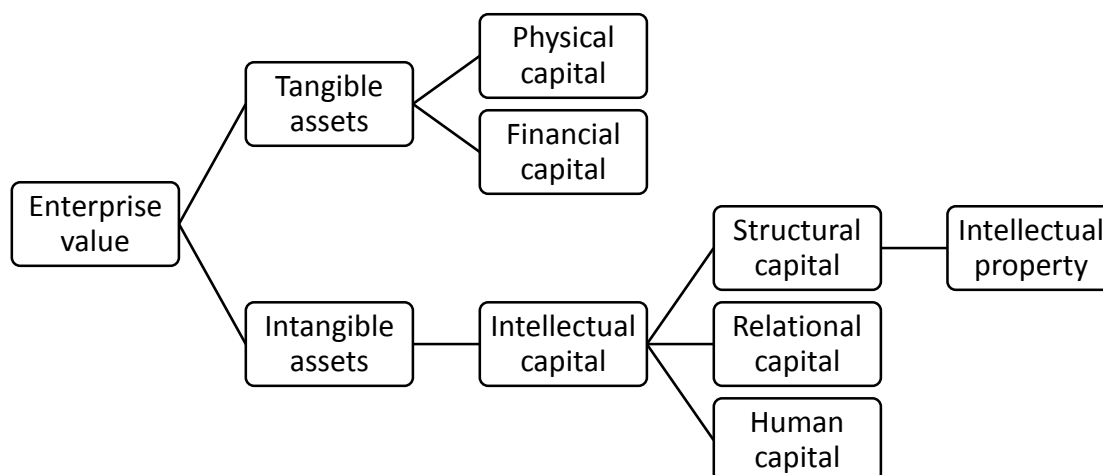 Physical
capital
Tangible
assets
Financial
capital
Enterprise
value
Structural
capital
Intellectual
property
Intangible
assets
Intellectual
capital
Relational
capital
Human
capital